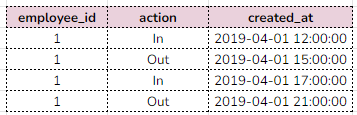 employee_id action created_at
1 In 2019-04-01 12:00:00
1 Out 2019-04-01 15:00:00
1 In 2019-04-01 17:00:00
1 Out 2019-04-01 21:00:00